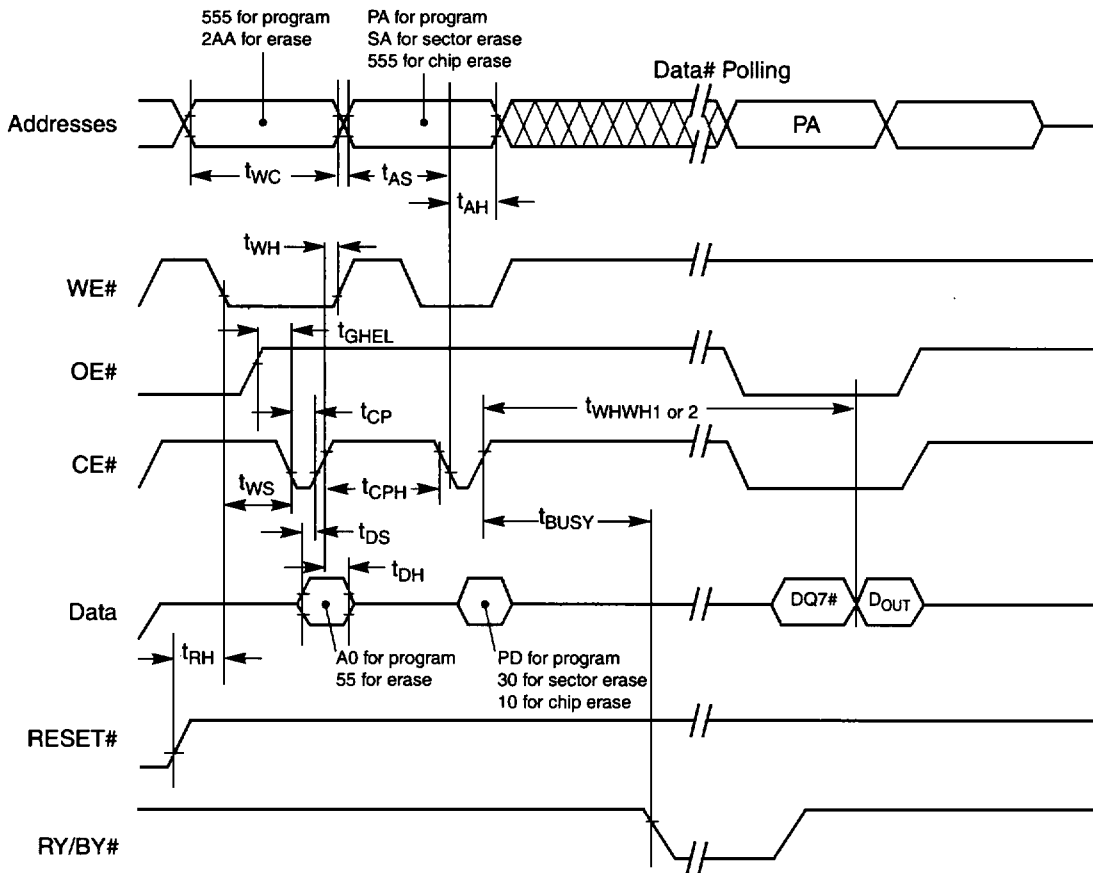 555 for program
2AA for erase
PA for program
SA for sector erase
555 for chip erase
Data# Polling
Addresses
PA
tWC
tAS
tAH
tWH
WE#
tGHEL
OE#
tWHWH1 or 2
tCP
CE#
tWS
tCPH
tBUSY
tDS
tDH
Data
DQ7#
DOUT
tRH
A0 for program
55 for erase
PD for program
30 for sector erase
10 for chip erase
RESET#
RY/BY#